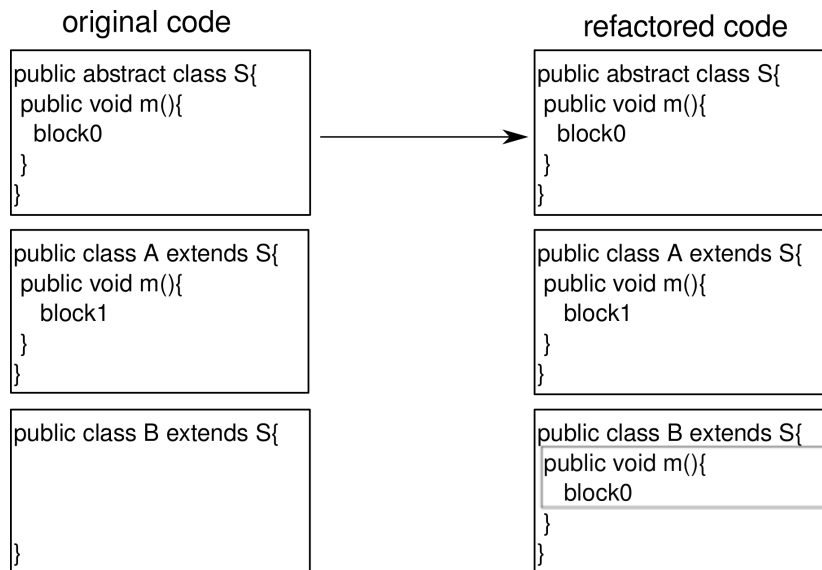 original code
public abstract class S{
public void m(){
block0
}
}
public class A extends S{
public void m(){
block1
}
}
public class B extends S{
}
refactored code
public abstract class S{
public void m(){
block0
}
}
public class A extends S{
public void m(){
block1
}
}
public class B extends S{
public void m(){
block0
}
}